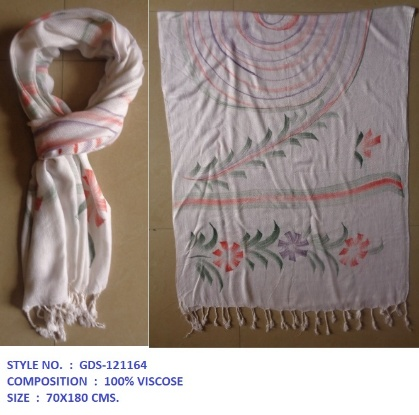 STYLE NO. : GDS-121164
COMPOSITION : 100% VISCOSE
SIZE : 70X180 CMS.